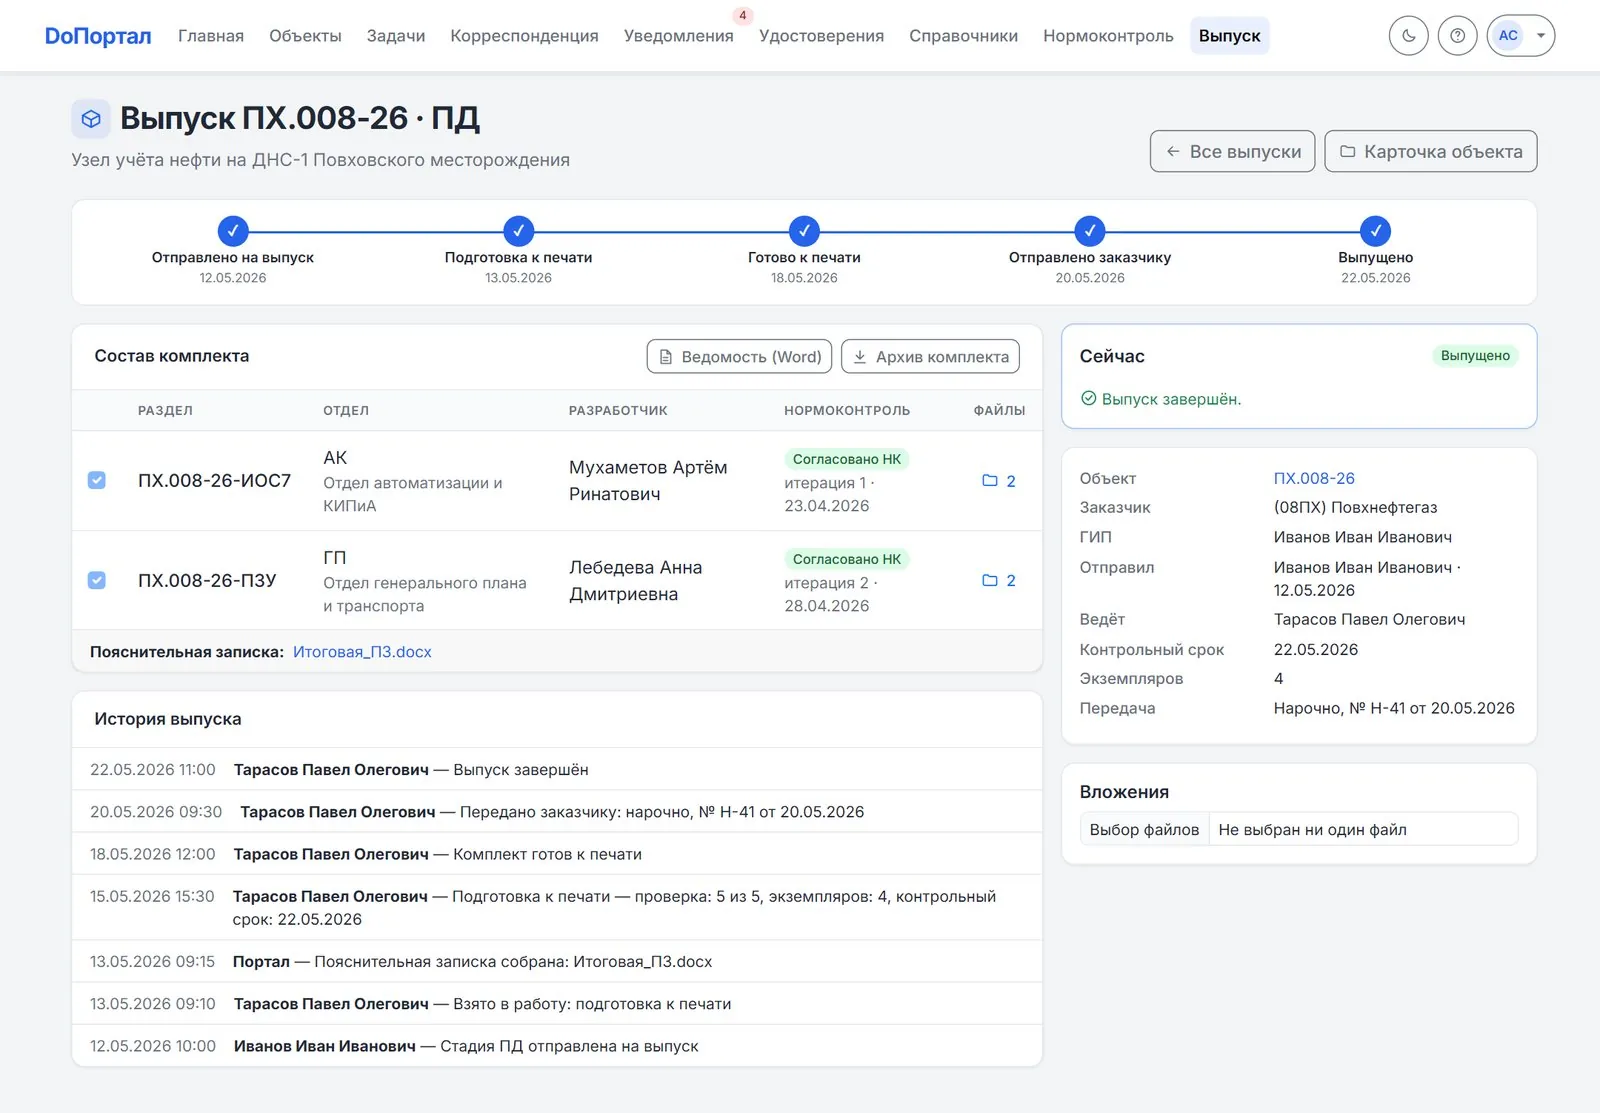 DoПортал Главная Объекты Задачи Корреспонденция Уведомления 4 Удостоверения Справочники Нормоконтроль Выпуск АС
Выпуск ПХ.008-26 · ПД
Узел учёта нефти на ДНС-1 Повховского месторождения
← Все выпуски
Карточка объекта
Отправлено на выпуск
12.05.2026
Подготовка к печати
13.05.2026
Готово к печати
18.05.2026
Отправлено заказчику
20.05.2026
Выпущено
22.05.2026
Состав комплекта
Ведомость (Word)
Архив комплекта
РАЗДЕЛ ОТДЕЛ РАЗРАБОТЧИК НОРМОКОНТРОЛЬ ФАЙЛЫ
ПХ.008-26-ИОС7
АК
Отдел автоматизации и
КИПиА
Мухаметов Артём
Ринатович
Согласовано НК
итерация 1 ·
23.04.2026
2
ПХ.008-26-ПЗУ
ГП
Отдел генерального плана
и транспорта
Лебедева Анна
Дмитриевна
Согласовано НК
итерация 2 ·
28.04.2026
2
Пояснительная записка: Итоговая_ПЗ.docx
История выпуска
22.05.2026 11:00 Тарасов Павел Олегович — Выпуск завершён
20.05.2026 09:30 Тарасов Павел Олегович — Передано заказчику: нарочно, № Н-41 от 20.05.2026
18.05.2026 12:00 Тарасов Павел Олегович — Комплект готов к печати
15.05.2026 15:30 Тарасов Павел Олегович — Подготовка к печати — проверка: 5 из 5, экземпляров: 4, контрольный
срок: 22.05.2026
13.05.2026 09:15 Портал — Пояснительная записка собрана: Итоговая_ПЗ.docx
13.05.2026 09:10 Тарасов Павел Олегович — Взято в работу: подготовка к печати
12.05.2026 10:00 Иванов Иван Иванович — Стадия ПД отправлена на выпуск
Сейчас
Выпущено
Выпуск завершён.
Объект ПХ.008-26
Заказчик (08ПХ) Повхнефтегаз
ГИП Иванов Иван Иванович
Отправил Иванов Иван Иванович ·
12.05.2026
Ведёт Тарасов Павел Олегович
Контрольный срок 22.05.2026
Экземпляров 4
Передача Нарочно, № Н-41 от 20.05.2026
Вложения
Выбор файлов Не выбран ни один файл